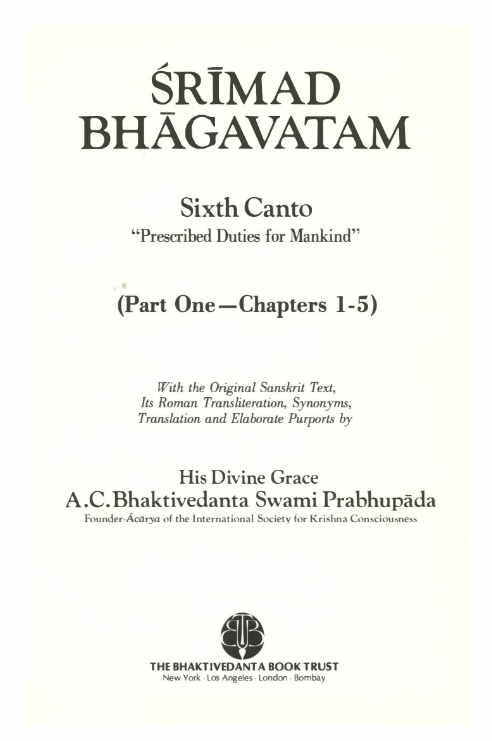 ŚRĪMAD
BHĀGAVATAM
Sixth Canto
“Prescribed Duties for Mankind”
(Part One—Chapters 1-5)
With the Original Sanskrit Text,
Its Roman Transliteration, Synonyms,
Translation and Elaborate Purports by
His Divine Grace
A.C.Bhaktivedanta Swami Prabhupāda
Founder-Ācārya of the International Society for Krishna Consciousness
THE BHAKTIVEDANTA BOOK TRUST
New York · Los Angeles · London · Bombay